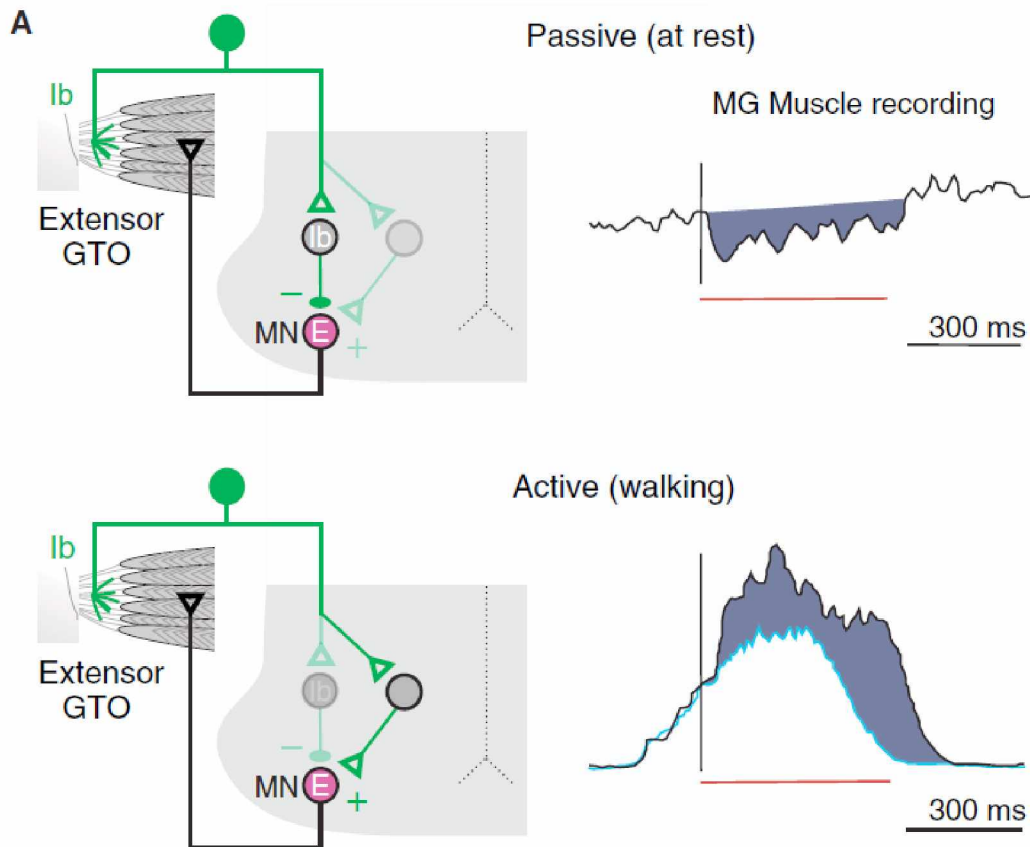 A
Passive (at rest)
Ib
MG Muscle recording
Extensor
GTO
Ib
−
MN E
+
300 ms
Active (walking)
Ib
Extensor
GTO
Ib
−
MN E
+
300 ms